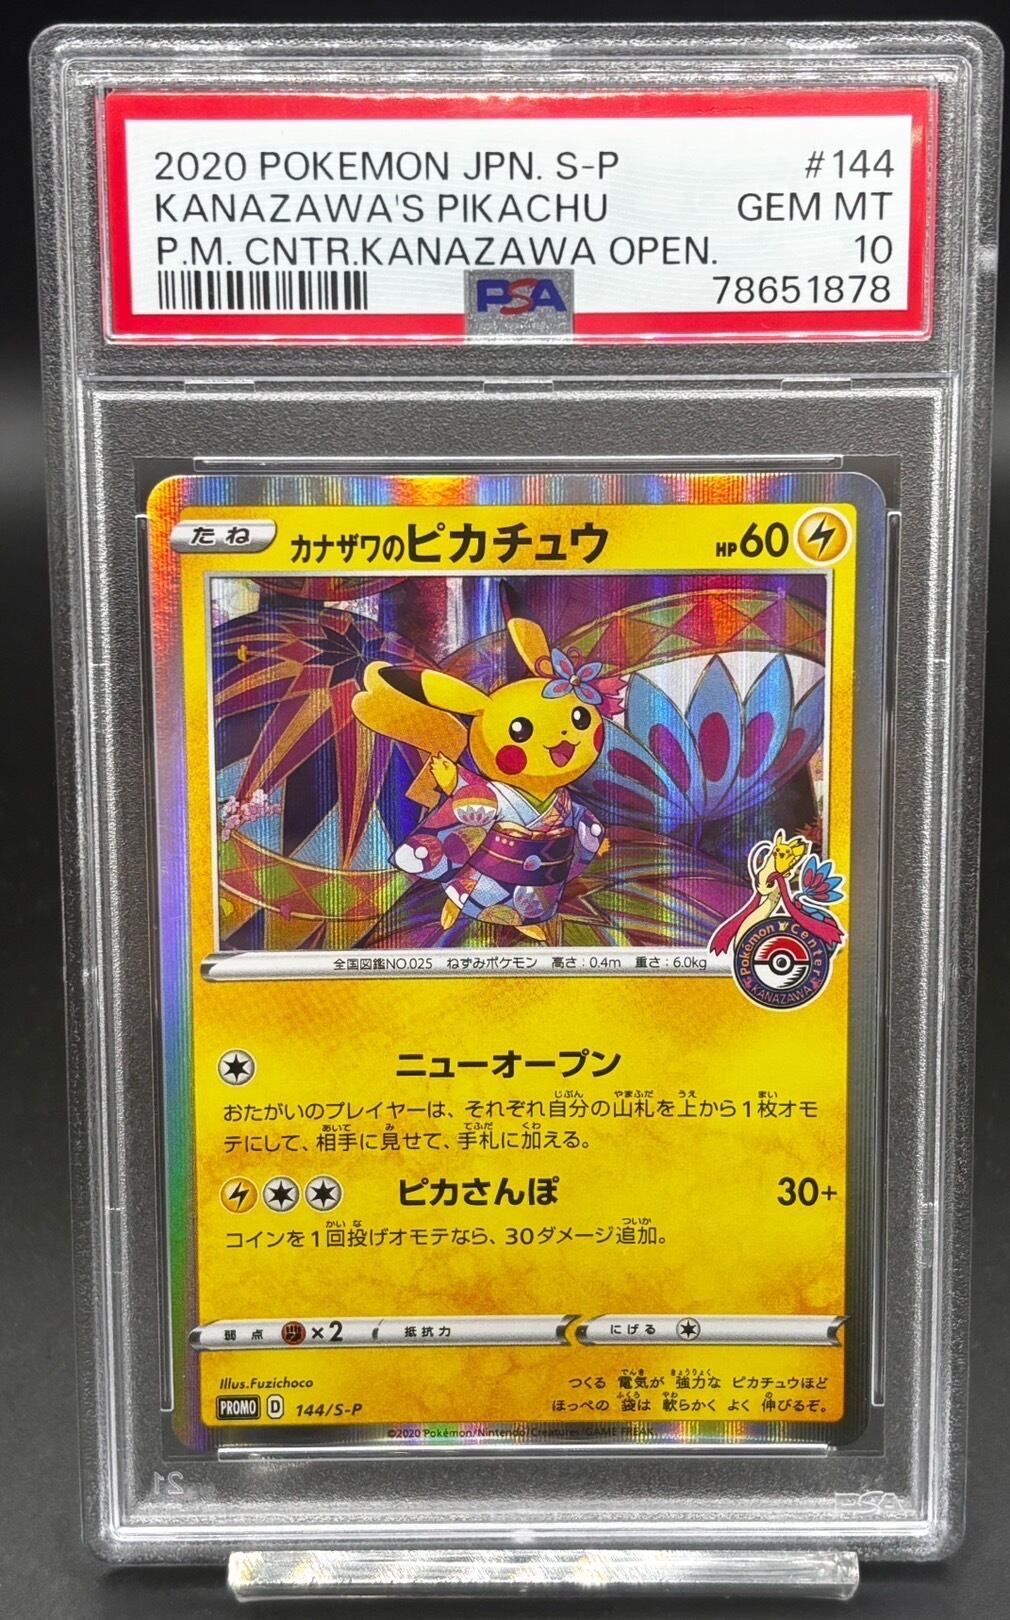 2020 POKEMON JPN. S-P #144
KANAZAWA'S PIKACHU GEM MT
P.M. CNTR.KANAZAWA OPEN. 10
PSA 78651878
たね カナザワのピカチュウ HP60
全国図鑑NO.025 ねずみポケモン 高さ:0.4m 重さ:6.0kg
Pokémon Center
KANAZAWA
ニューオープン
おたがいのプレイヤーは、それぞれ自分の山札を上から1枚オモ
テにして、相手に見せて、手札に加える。
ピカさんぽ 30+
コインを1回投げオモテなら、30ダメージ追加。
弱点 ×2 抵抗力 にげる
Illus.Fuzichoco
つくる 電気が 強力な ピカチュウほど
PROMO D 144/S-P
ほっぺの 袋は 軟らかく よく 伸びるぞ。
©2020 Pokémon/Nintendo/Creatures/GAME FREAK
PSA